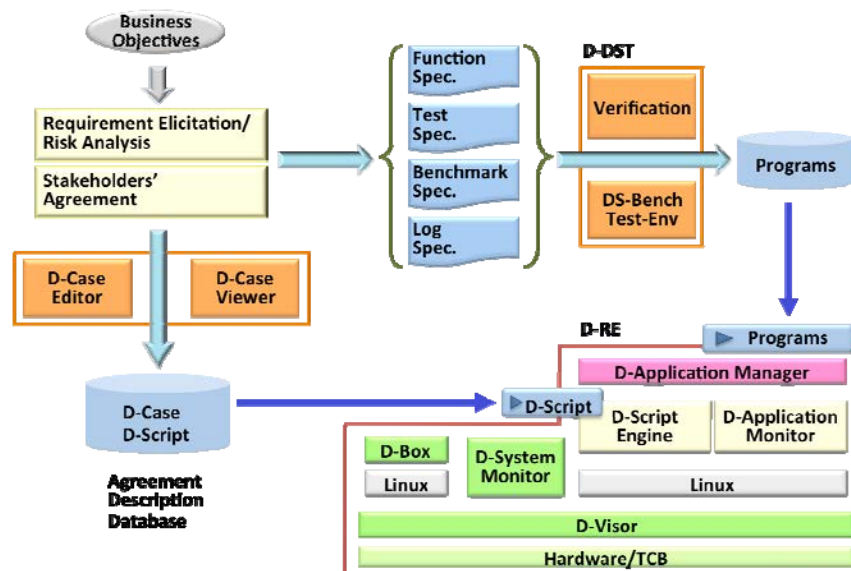 Business
Objectives
Requirement Elicitation/
Risk Analysis
Stakeholders'
Agreement
Function
Spec.
Test
Spec.
Benchmark
Spec.
Log
Spec.
D-DST
Verification
DS-Bench
Test-Env
Programs
D-Case
Editor
D-Case
Viewer
D-Case
D-Script
Agreement
Description
Database
D-RE
Programs
D-Application Manager
D-Script
D-Script
Engine
D-Application
Monitor
D-Box
Linux
D-System
Monitor
Linux
D-Visor
Hardware/TCB